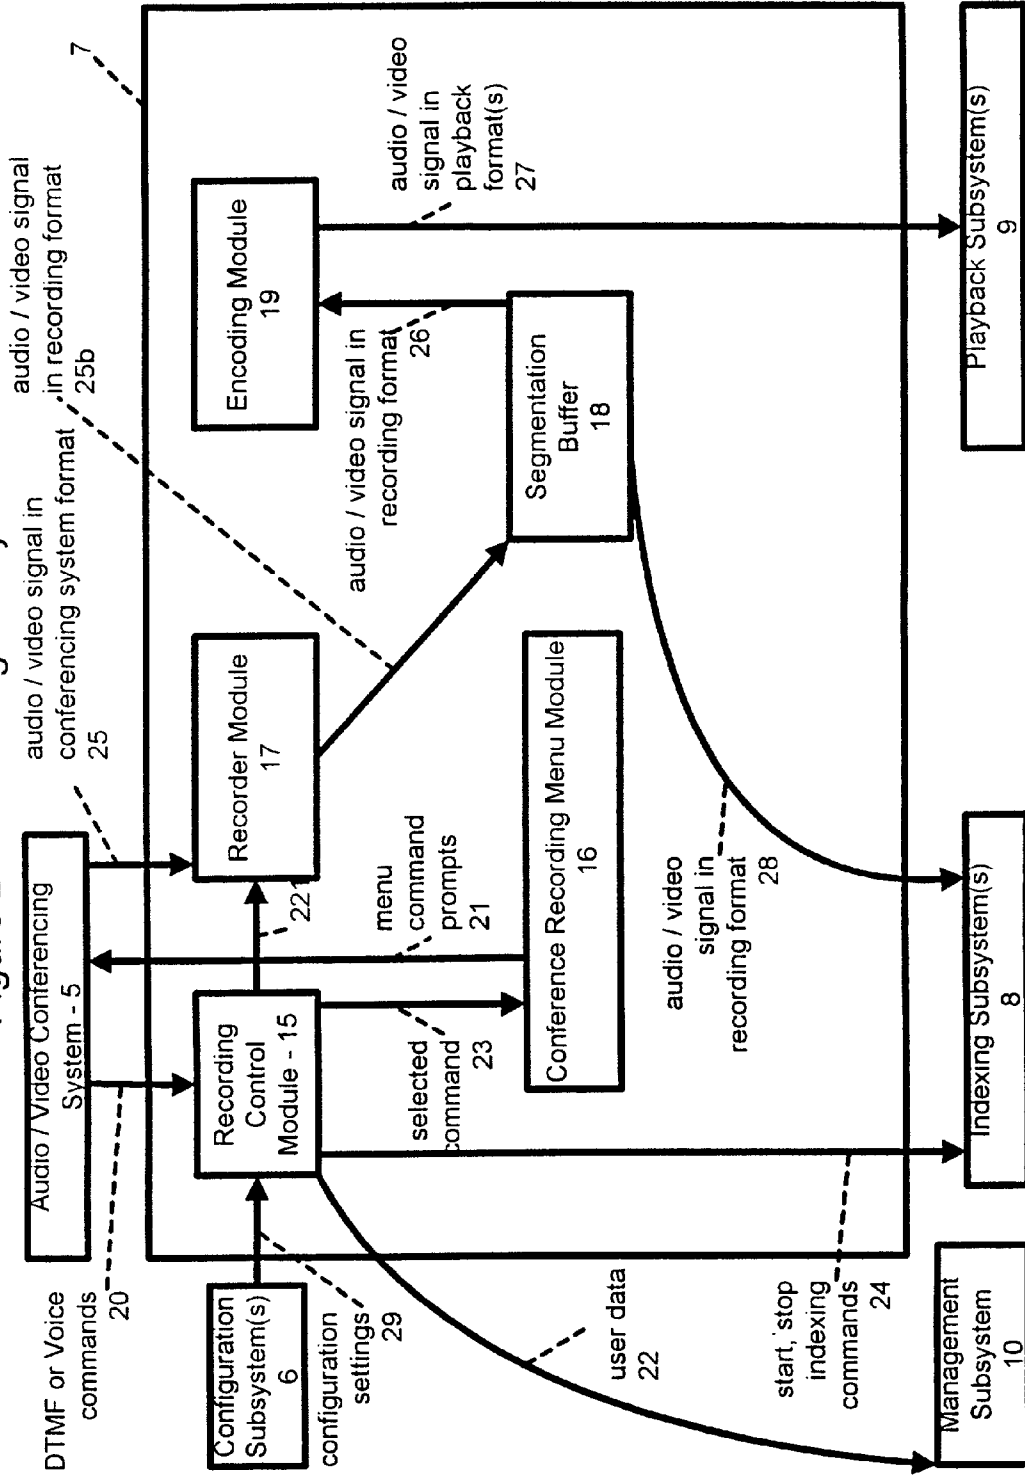 Audio / Video Conferencing
System - 5
DTMF or Voice
commands
20
audio / video signal in
conferencing system format
25
audio / video signal
in recording format
25b
7
Configuration
Subsystem(s)
6
configuration
settings
29
Recording
Control
Module - 15
221
Recorder Module
17
Encoding Module
19
menu
command
prompts
21
selected
command
23
audio / video signal in
recording format
26
audio / video
signal in
playback
format(s)
27
Conference Recording Menu Module
16
Segmentation
Buffer
18
user data
22
start, stop
indexing
commands
24
audio / video
signal in
recording format
28
Management
Subsystem
10
Indexing Subsystem(s)
8
Playback Subsystem(s)
9